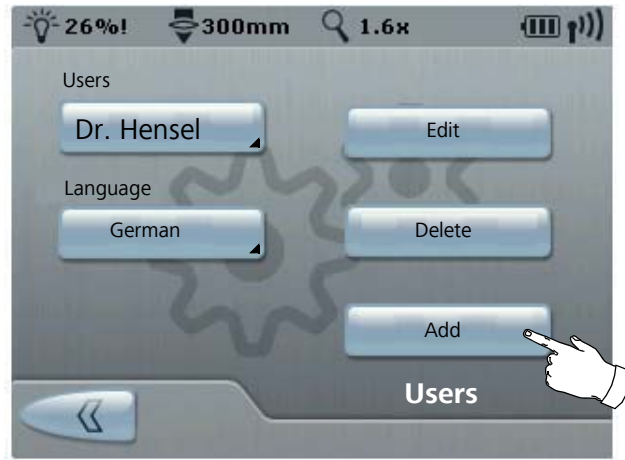 26%! 300mm 1.6x
Users
Dr. Hensel
Edit
Language
German
Delete
Add
Users